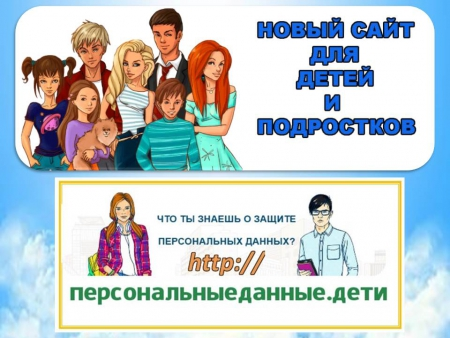 НОВЫЙ САЙТ
ДЛЯ
ДЕТЕЙ
И
ПОДРОСТКОВ
ЧТО ТЫ ЗНАЕШЬ О ЗАЩИТЕ
ПЕРСОНАЛЬНЫХ ДАННЫХ?
http://
персональныеданные.дети